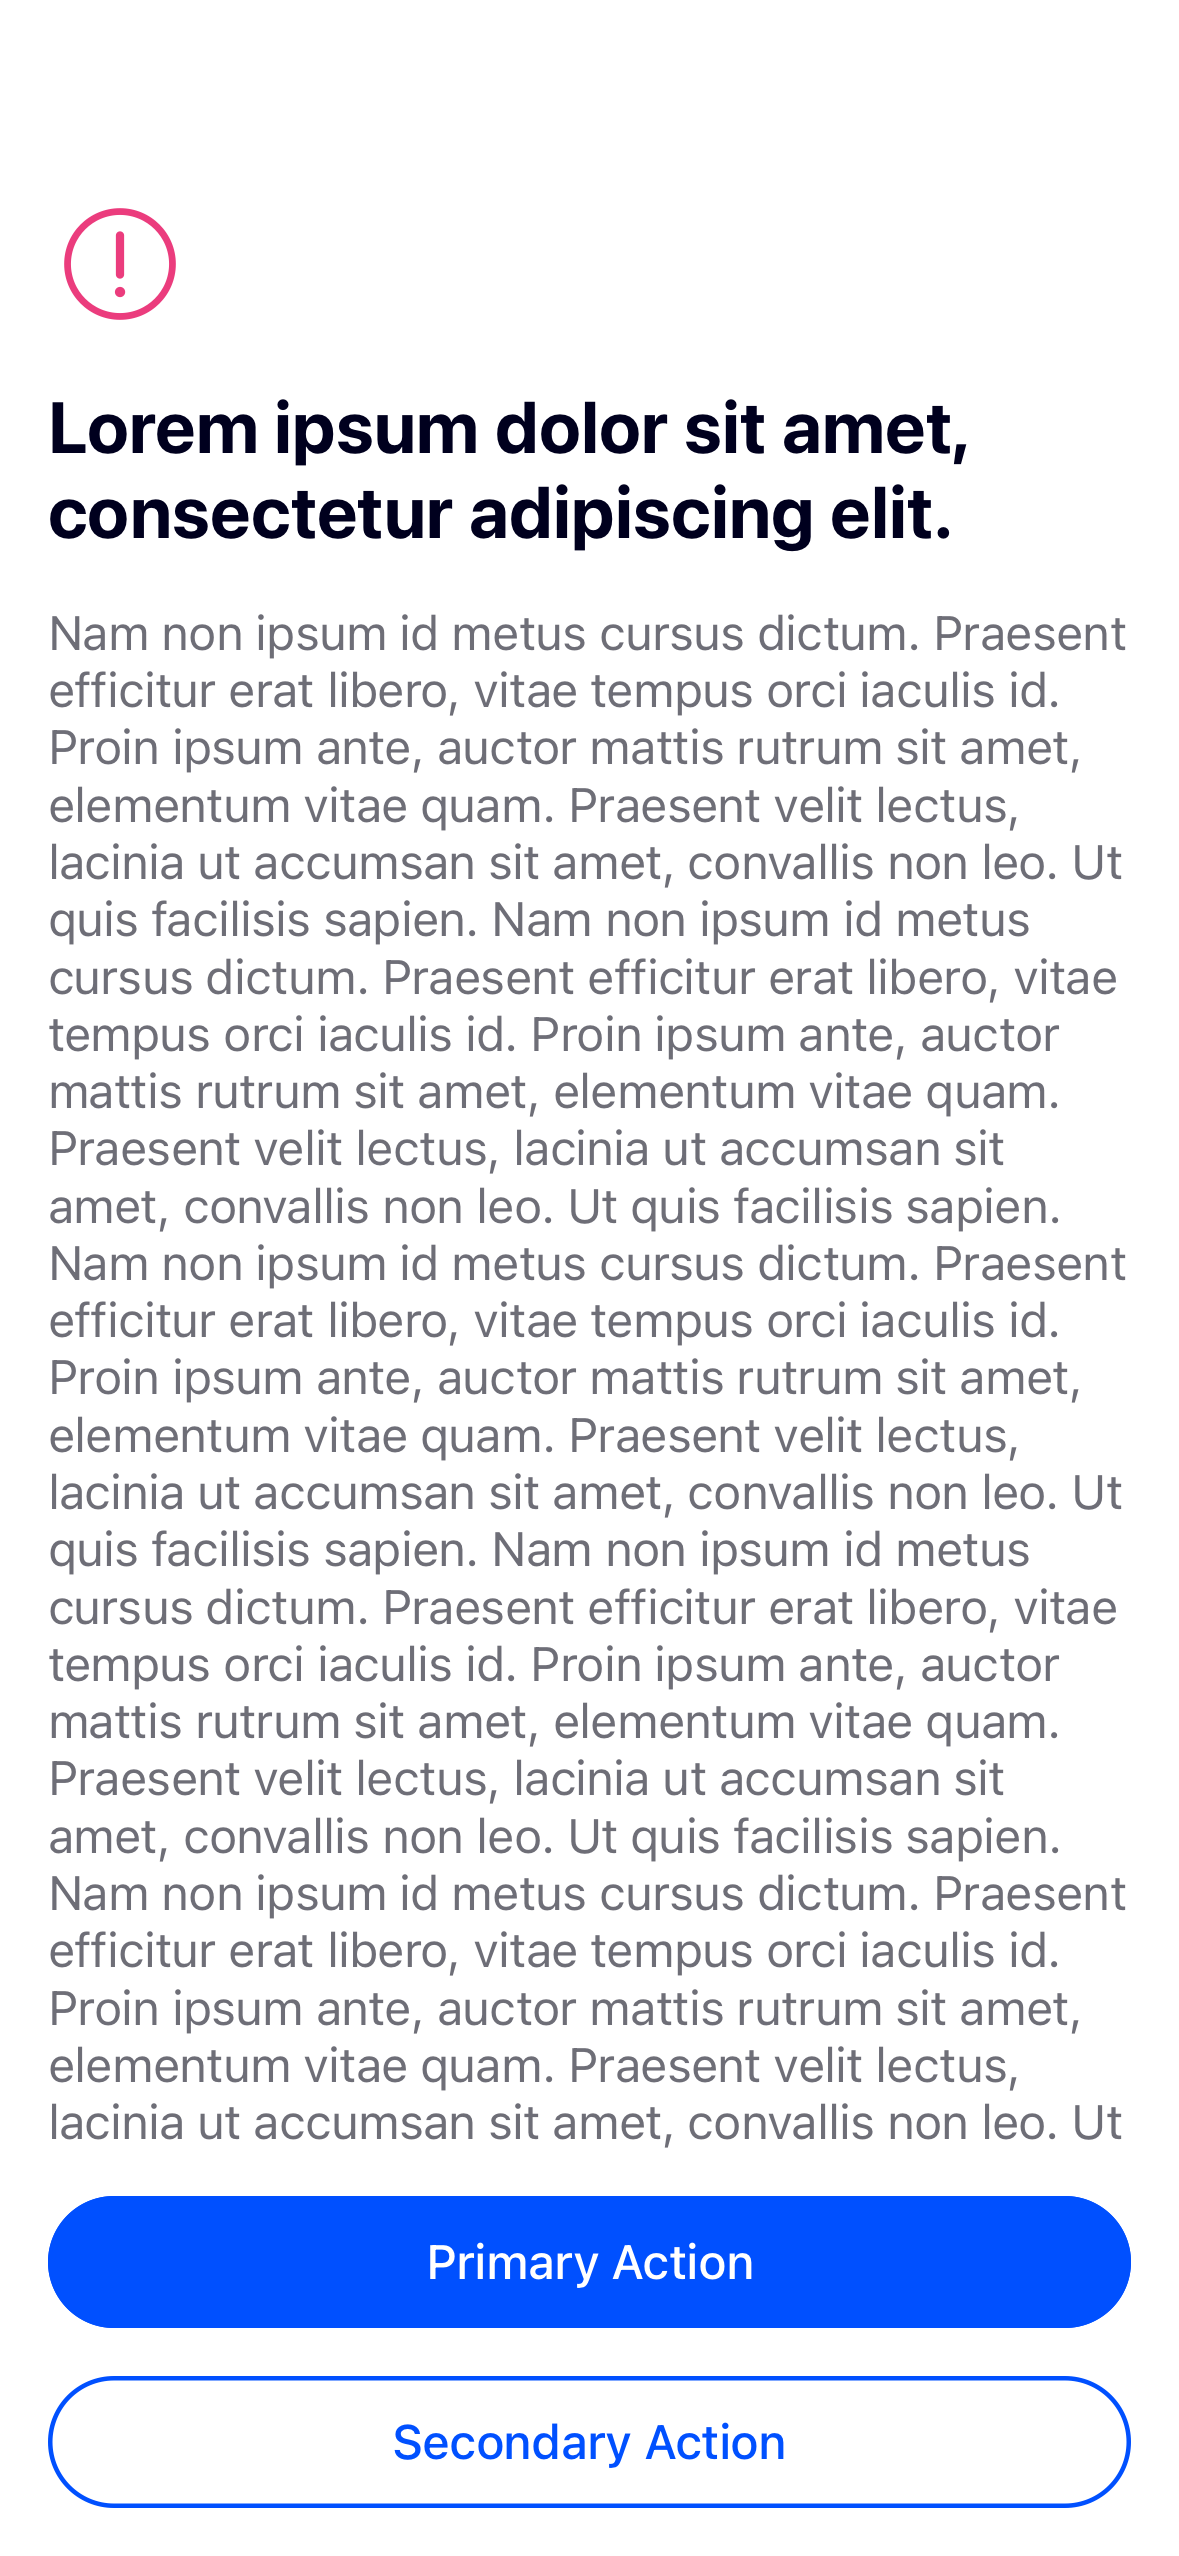 Lorem ipsum dolor sit amet,
consectetur adipiscing elit.
Nam non ipsum id metus cursus dictum. Praesent
efficitur erat libero, vitae tempus orci iaculis id.
Proin ipsum ante, auctor mattis rutrum sit amet,
elementum vitae quam. Praesent velit lectus,
lacinia ut accumsan sit amet, convallis non leo. Ut
quis facilisis sapien. Nam non ipsum id metus
cursus dictum. Praesent efficitur erat libero, vitae
tempus orci iaculis id. Proin ipsum ante, auctor
mattis rutrum sit amet, elementum vitae quam.
Praesent velit lectus, lacinia ut accumsan sit
amet, convallis non leo. Ut quis facilisis sapien.
Nam non ipsum id metus cursus dictum. Praesent
efficitur erat libero, vitae tempus orci iaculis id.
Proin ipsum ante, auctor mattis rutrum sit amet,
elementum vitae quam. Praesent velit lectus,
lacinia ut accumsan sit amet, convallis non leo. Ut
quis facilisis sapien. Nam non ipsum id metus
cursus dictum. Praesent efficitur erat libero, vitae
tempus orci iaculis id. Proin ipsum ante, auctor
mattis rutrum sit amet, elementum vitae quam.
Praesent velit lectus, lacinia ut accumsan sit
amet, convallis non leo. Ut quis facilisis sapien.
Nam non ipsum id metus cursus dictum. Praesent
efficitur erat libero, vitae tempus orci iaculis id.
Proin ipsum ante, auctor mattis rutrum sit amet,
elementum vitae quam. Praesent velit lectus,
lacinia ut accumsan sit amet, convallis non leo. Ut
Primary Action
Secondary Action